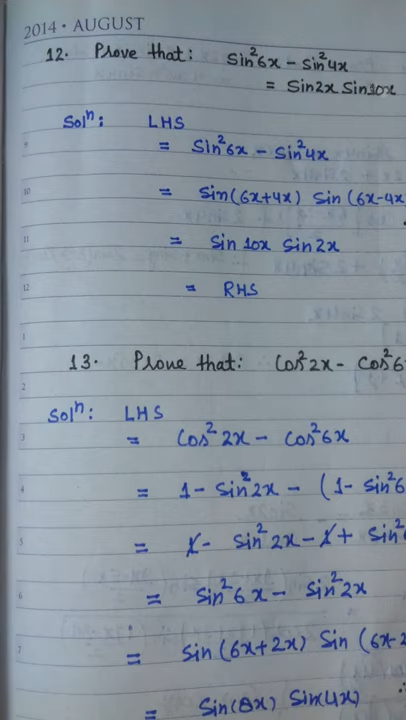 2014 • AUGUST
12. Prove that: Sin²6x - Sin²4x
= Sin2x Sin10x
Solⁿ: LHS
= Sin²6x - Sin²4x
= Sin(6x+4x) Sin (6x-4x
= Sin 10x Sin2x
= RHS
13. Prove that: Cos²2x - Cos²6
Solⁿ: LHS
= Cos² 2x - Cos²6x
= 1- Sin²2x - (1- Sin²6
= 1- Sin²2x - 1 + Sin²
= Sin²6x - Sin²2x
= Sin (6x+2x) Sin (6x-2
= Sin(8x) Sin(4x)